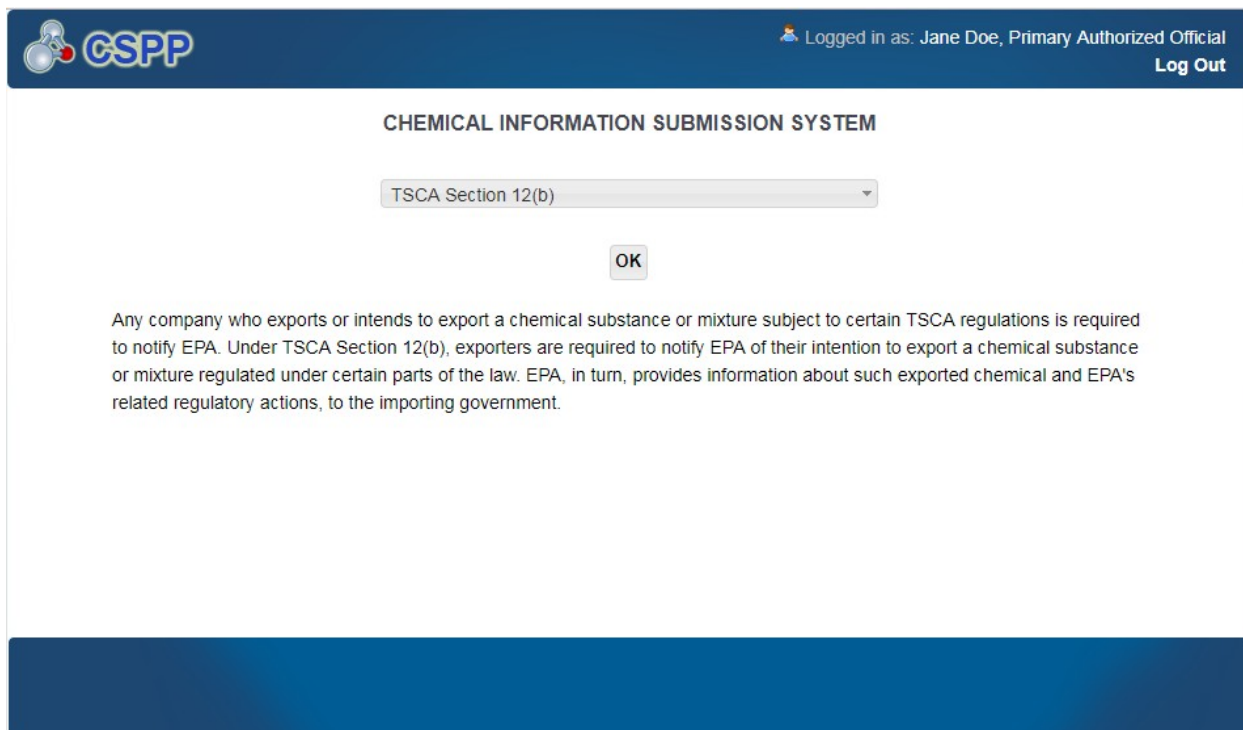 CSPP
Logged in as: Jane Doe, Primary Authorized Official
Log Out
CHEMICAL INFORMATION SUBMISSION SYSTEM
TSCA Section 12(b)
OK
Any company who exports or intends to export a chemical substance or mixture subject to certain TSCA regulations is required
to notify EPA. Under TSCA Section 12(b), exporters are required to notify EPA of their intention to export a chemical substance
or mixture regulated under certain parts of the law. EPA, in turn, provides information about such exported chemical and EPA's
related regulatory actions, to the importing government.